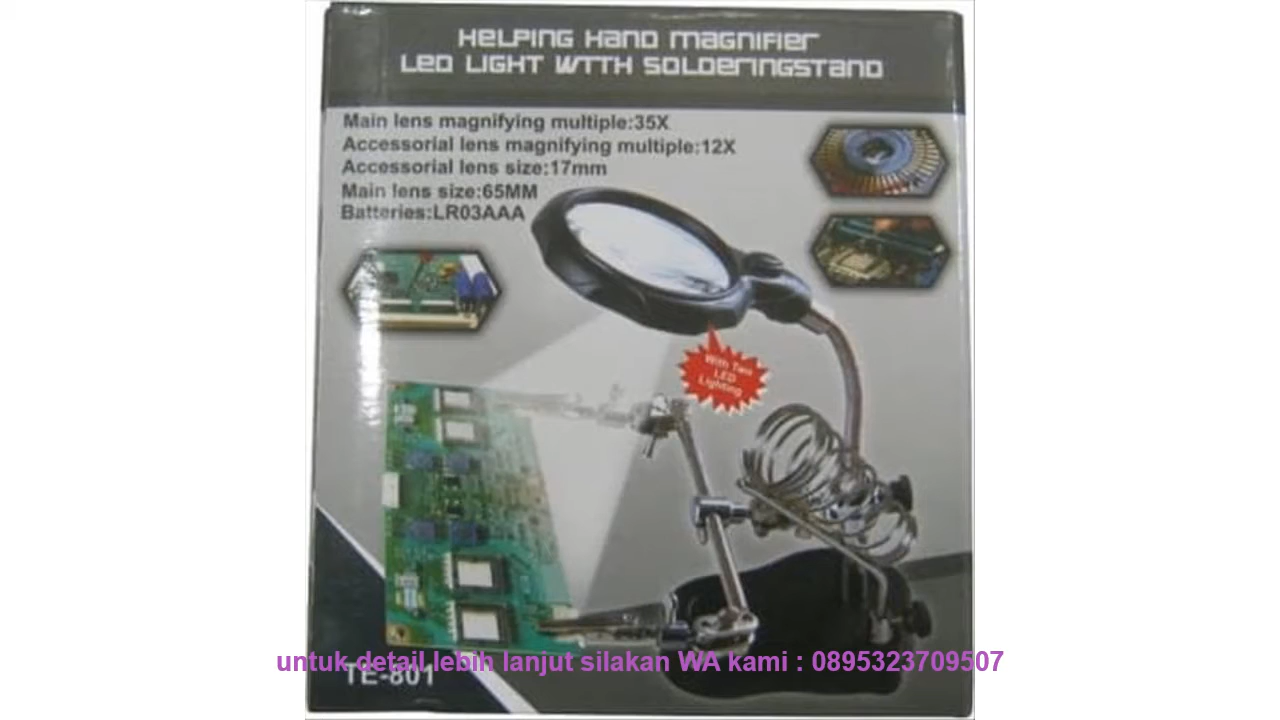 HELPING HAND MAGNIFIER
LED LIGHT WTTH SOLDERINGSTAND
Main lens magnifying multiple:35X
Accessorial lens magnifying multiple:12X
Accessorial lens size:17mm
Main lens size:65MM
Batteries:LR03AAA
With Two
LED
Lighting
untuk detail lebih lanjut silakan WA kami : 0895323709507
TE-801